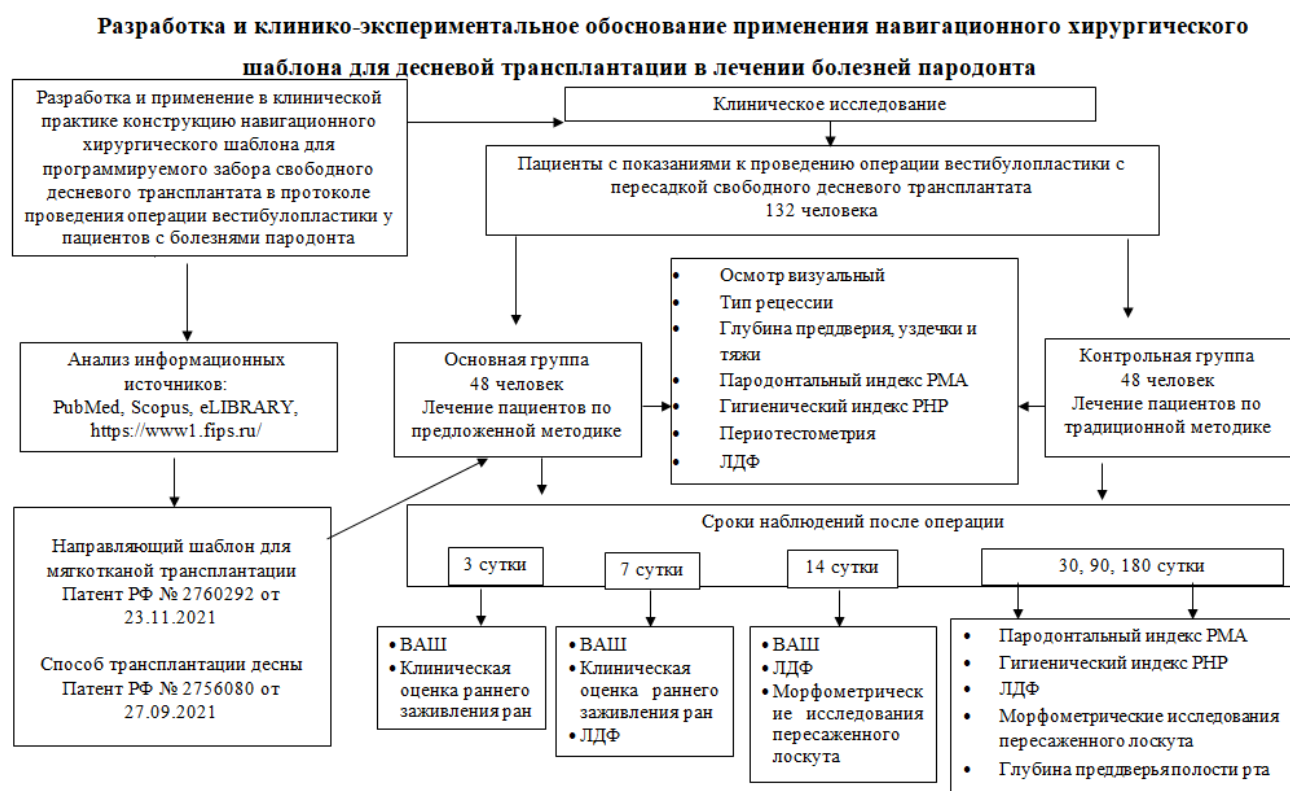 Разработка и клинико-экспериментальное обоснование применения навигационного хирургического
шаблона для десневой трансплантации в лечении болезней пародонта
Разработка и применение в клинической
практике конструкцию навигационного
хирургического шаблона для
программируемого забора свободного
десневого трансплантата в протоколе
проведения операции вестибулопластики у
пациентов с болезнями пародонта
Клиническое исследование
Пациенты с показаниями к проведению операции вестибулопластики с
пересадкой свободного десневого трансплантата
132 человека
Анализ информационных
источников:
PubMed, Scopus, eLIBRARY,
https://www1.fips.ru/
Основная группа
48 человек
Лечение пациентов по
предложенной методике
• Осмотр визуальный
• Тип рецессии
• Глубина преддверия, уздечки и
тяжи
• Пародонтальный индекс PMA
• Гигиенический индекс PHP
• Периотестометрия
• ЛДФ
Контрольная группа
48 человек
Лечение пациентов по
традиционной методике
Направляющий шаблон для
мягкотканой трансплантации
Патент РФ № 2760292 от
23.11.2021
Способ трансплантации десны
Патент РФ № 2756080 от
27.09.2021
Сроки наблюдений после операции
3 сутки
7 сутки
14 сутки
30, 90, 180 сутки
• ВАШ
• Клиническая
оценка раннего
заживления ран
• ВАШ
• Клиническая
оценка раннего
заживления ран
• ЛДФ
• ВАШ
• ЛДФ
• Морфометрическ
ие исследования
пересаженного
лоскута
• Пародонтальный индекс PMA
• Гигиенический индекс PHP
• ЛДФ
• Морфометрические исследования
пересаженного лоскута
• Глубина преддверья полости рта